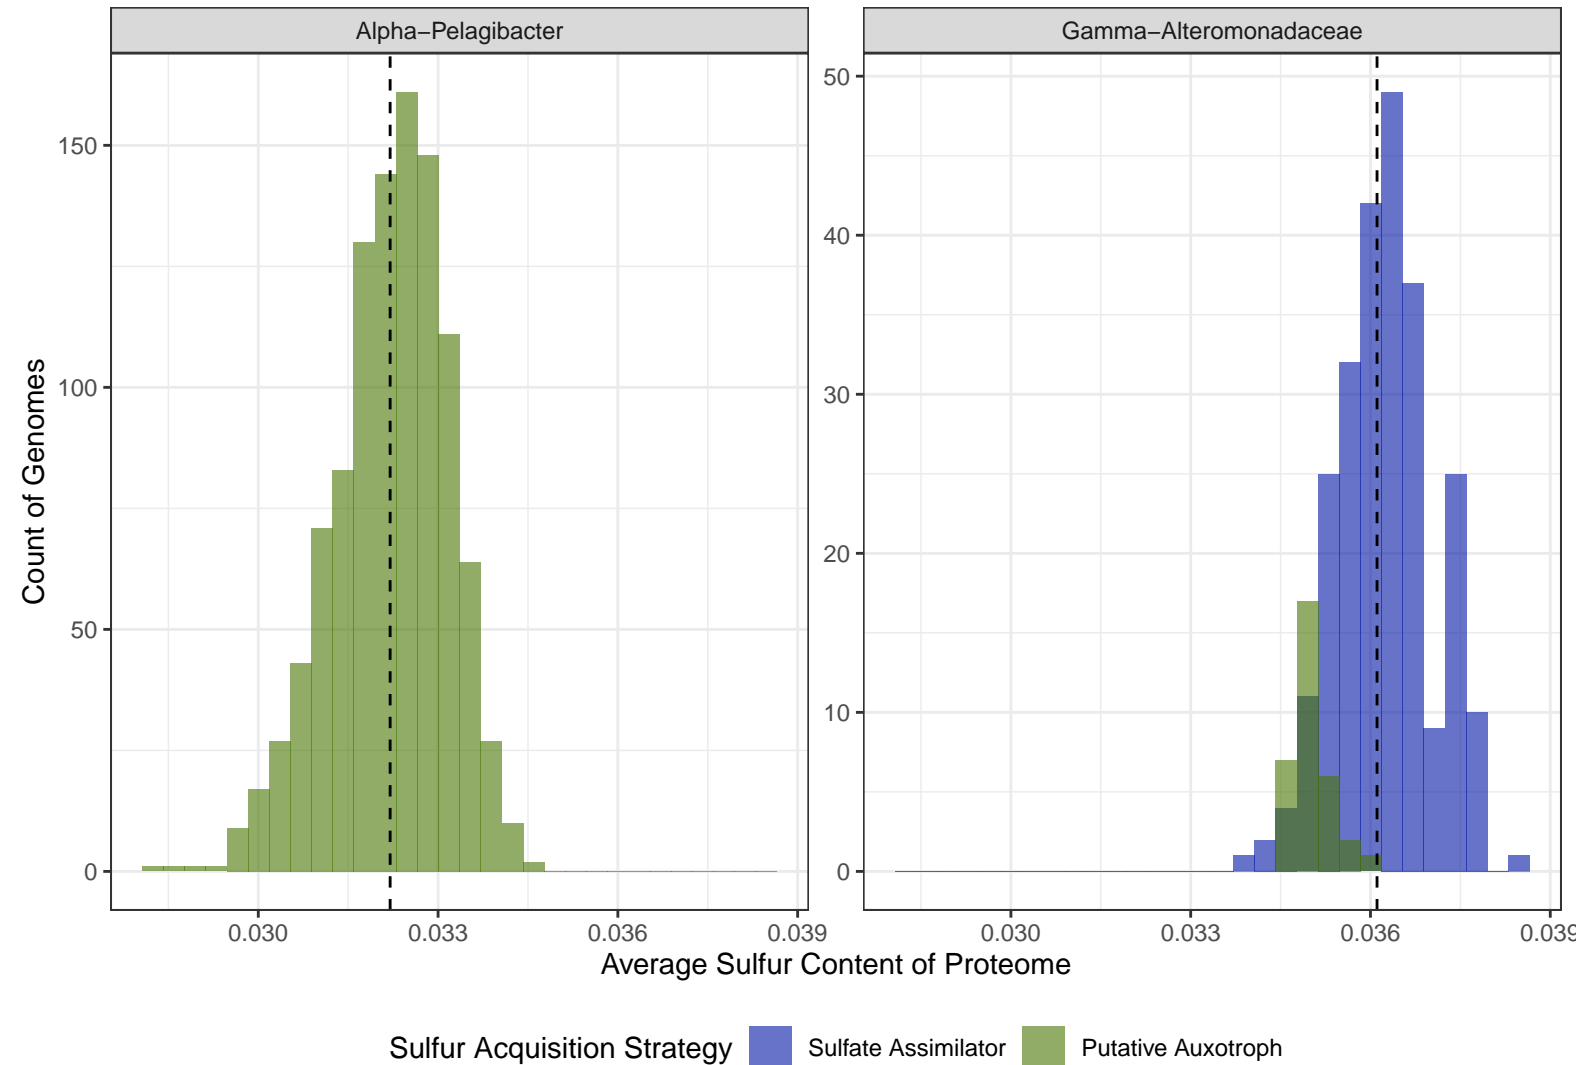 Alpha−Pelagibacter
Gamma−Alteromonadaceae
Count of Genomes
150
100
50
0
50
40
30
20
10
0
0.030 0.033 0.036 0.039
0.030 0.033 0.036 0.039
Average Sulfur Content of Proteome
Sulfur Acquisition Strategy Sulfate Assimilator Putative Auxotroph